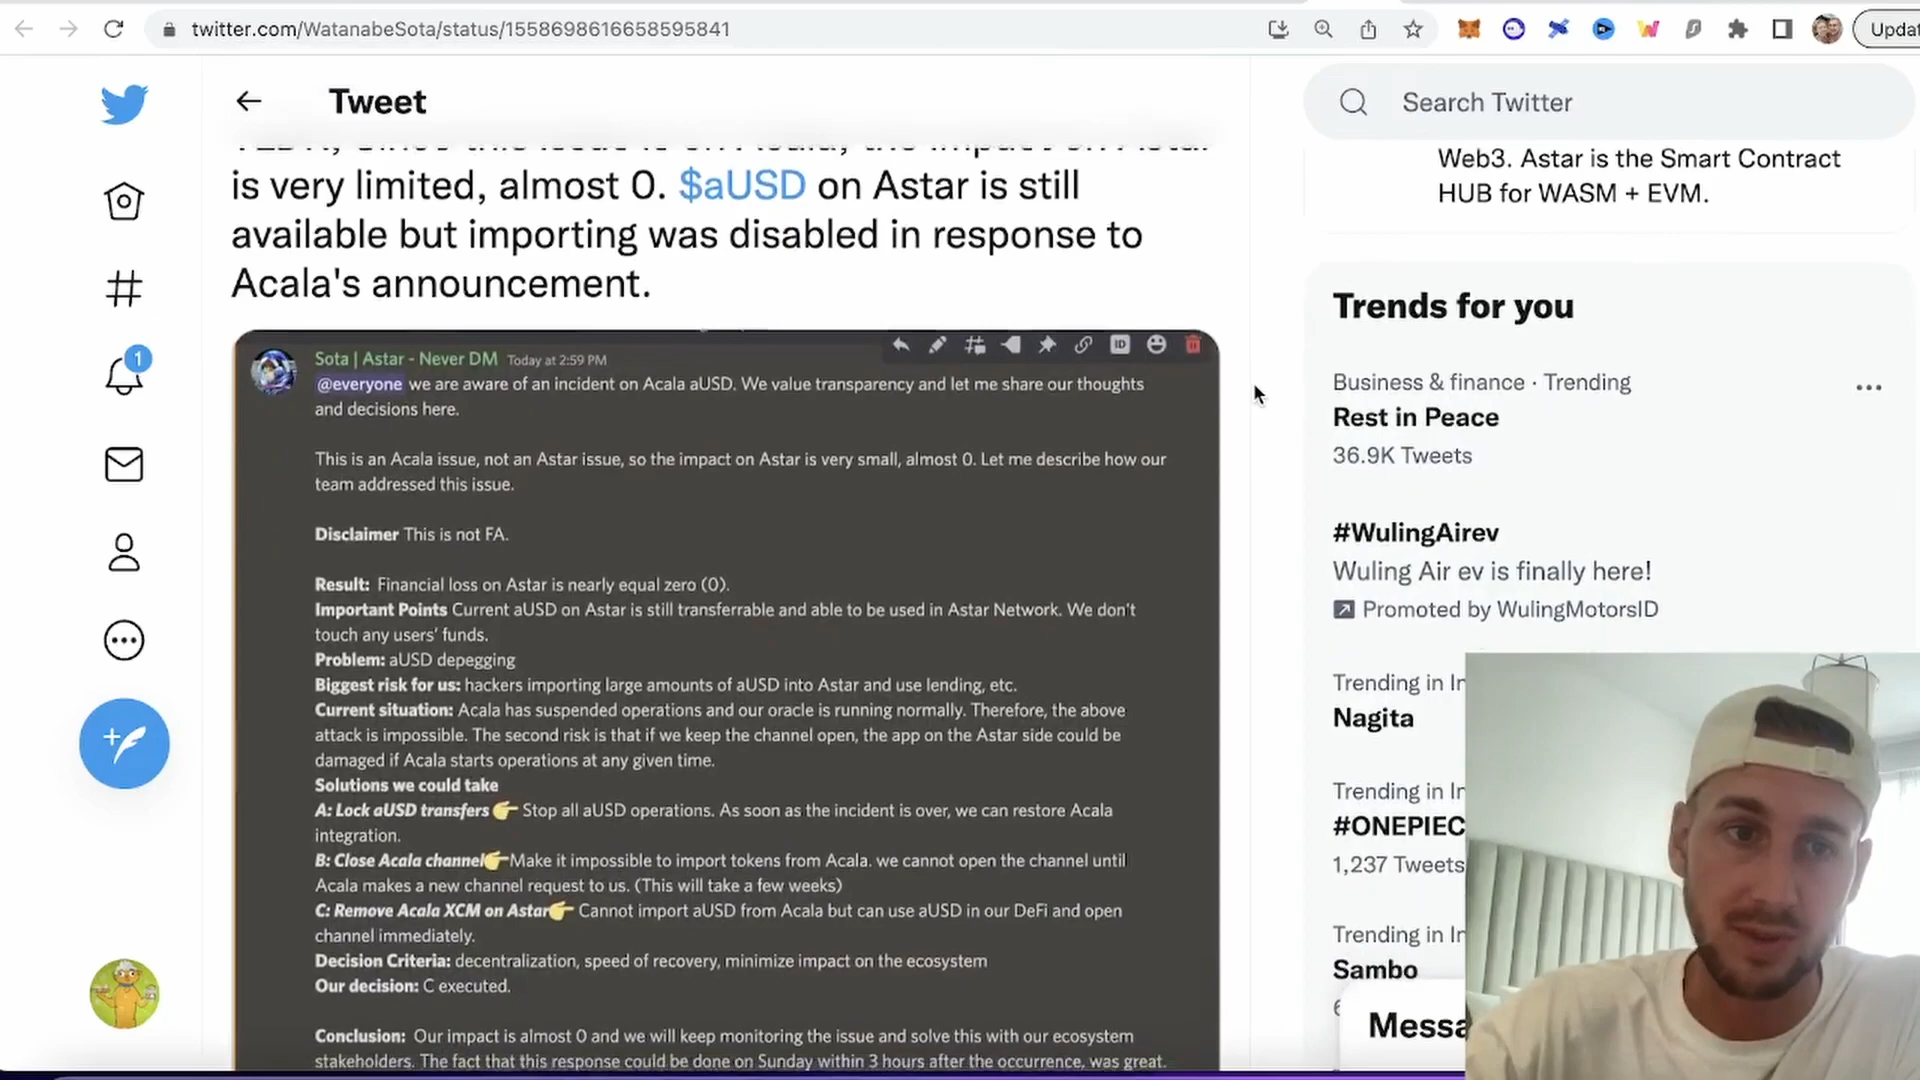 twitter.com/WatanabeSota/status/1558698616658595841
Updat
Tweet
Search Twitter
is very limited, almost 0. $aUSD on Astar is still
available but importing was disabled in response to
Acala's announcement.
Web3. Astar is the Smart Contract
HUB for WASM + EVM.
1
Sota | Astar - Never DM Today at 2:59 PM
ID
@everyone we are aware of an incident on Acala aUSD. We value transparency and let me share our thoughts
and decisions here.
This is an Acala issue, not an Astar issue, so the impact on Astar is very small, almost 0. Let me describe how our
team addressed this issue.
Disclaimer This is not FA.
Result: Financial loss on Astar is nearly equal zero (0).
Important Points Current aUSD on Astar is still transferrable and able to be used in Astar Network. We don't
touch any users' funds.
Problem: aUSD depegging
Biggest risk for us: hackers importing large amounts of aUSD into Astar and use lending, etc.
Current situation: Acala has suspended operations and our oracle is running normally. Therefore, the above
attack is impossible. The second risk is that if we keep the channel open, the app on the Astar side could be
damaged if Acala starts operations at any given time.
Solutions we could take
A: Lock aUSD transfers 👉 Stop all aUSD operations. As soon as the incident is over, we can restore Acala
integration.
B: Close Acala channel👉Make it impossible to import tokens from Acala. we cannot open the channel until
Acala makes a new channel request to us. (This will take a few weeks)
C: Remove Acala XCM on Astar👉 Cannot import aUSD from Acala but can use aUSD in our DeFi and open
channel immediately.
Decision Criteria: decentralization, speed of recovery, minimize impact on the ecosystem
Our decision: C executed.
Conclusion: Our impact is almost 0 and we will keep monitoring the issue and solve this with our ecosystem
stakeholders. The fact that this response could be done on Sunday within 3 hours after the occurrence, was great.
Trends for you
Business & finance · Trending
Rest in Peace
36.9K Tweets
#WulingAirev
Wuling Air ev is finally here!
Promoted by WulingMotorsID
Trending in In
Nagita
Trending in In
#ONEPIEC
1,237 Tweets
Trending in In
Sambo
Messa